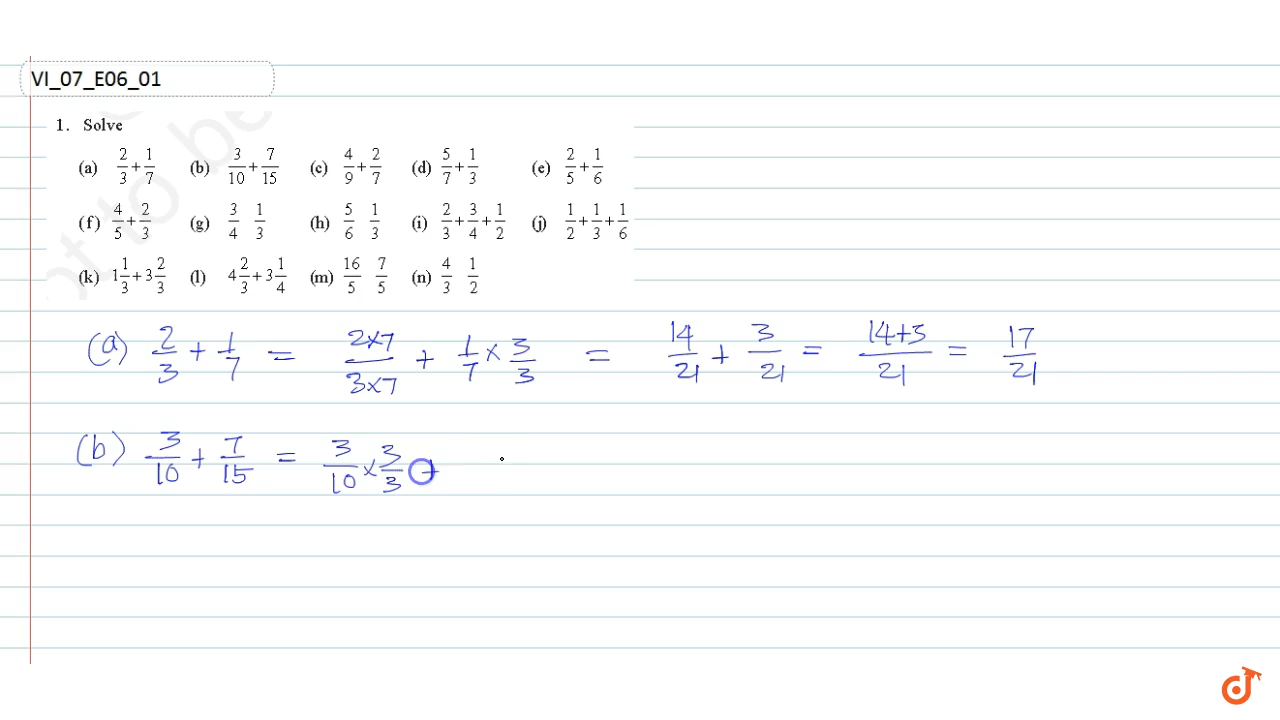 VI_07_E06_01
1. Solve
(a) 2/3 + 1/7 (b) 3/10 + 7/15 (c) 4/9 + 2/7 (d) 5/7 + 1/3 (e) 2/5 + 1/6
(f) 4/5 + 2/3 (g) 3/4 1/3 (h) 5/6 1/3 (i) 2/3 + 3/4 + 1/2 (j) 1/2 + 1/3 + 1/6
(k) 1 1/3 + 3 2/3 (l) 4 2/3 + 3 1/4 (m) 16/5 7/5 (n) 4/3 1/2
(a) 2/3 + 1/7 = 2×7/3×7 + 1/7 × 3/3 = 14/21 + 3/21 = 14+3/21 = 17/21
(b) 3/10 + 7/15 = 3/10 × 3/3 +